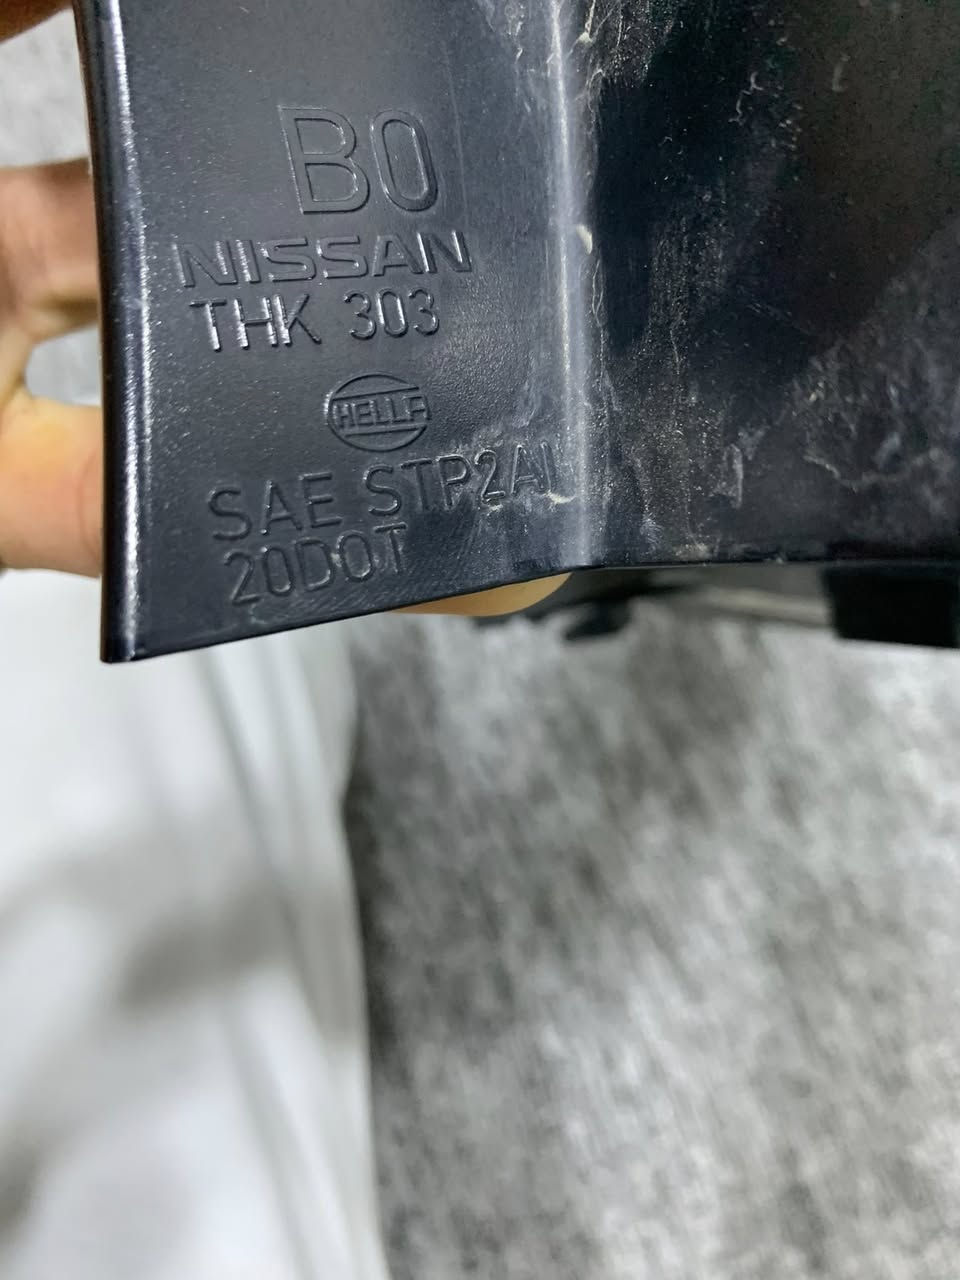 B0
NISSAN
THK 303
HELLA
SAE STP2AI
20DOT